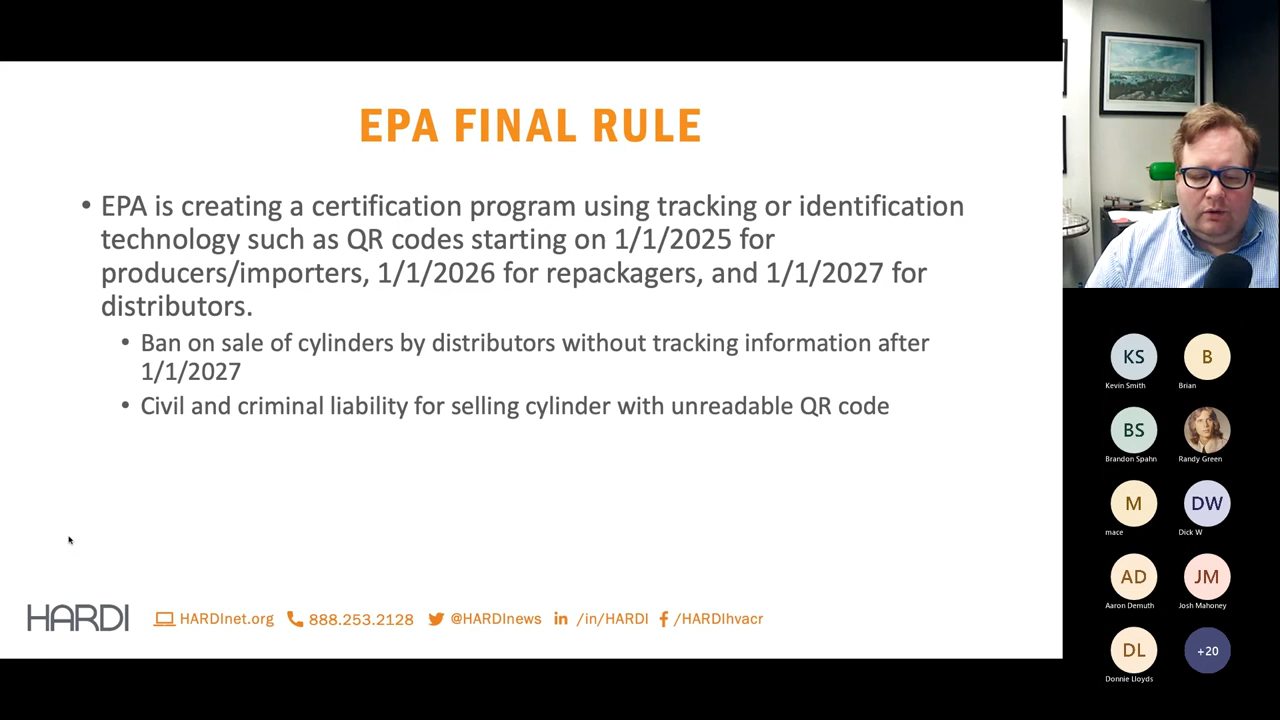 EPA FINAL RULE
• EPA is creating a certification program using tracking or identification
technology such as QR codes starting on 1/1/2025 for
producers/importers, 1/1/2026 for repackagers, and 1/1/2027 for
distributors.
• Ban on sale of cylinders by distributors without tracking information after
1/1/2027
• Civil and criminal liability for selling cylinder with unreadable QR code
HARDI HARDInet.org 888.253.2128 @HARDInews in /in/HARDI f /HARDIhvacr
KS B
Kevin Smith Brian
BS
Brandon Spahn Randy Green
M DW
mace Dick W
AD JM
Aaron Demuth Josh Mahoney
DL +20
Donnie Lloyds